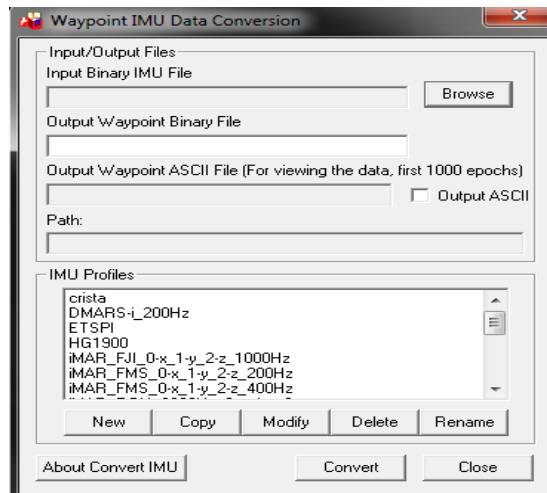 Waypoint IMU Data Conversion
Input/Output Files
Input Binary IMU File
Browse
Output Waypoint Binary File
Output Waypoint ASCII File (For viewing the data, first 1000 epochs)
Output ASCII
Path:
IMU Profiles
crista
DMARS-i_200Hz
ETSPI
HG1900
iMAR_FJI_0-x_1-y_2-z_1000Hz
iMAR_FMS_0-x_1-y_2-z_200Hz
iMAR_FMS_0-x_1-y_2-z_400Hz
New Copy Modify Delete Rename
About Convert IMU Convert Close